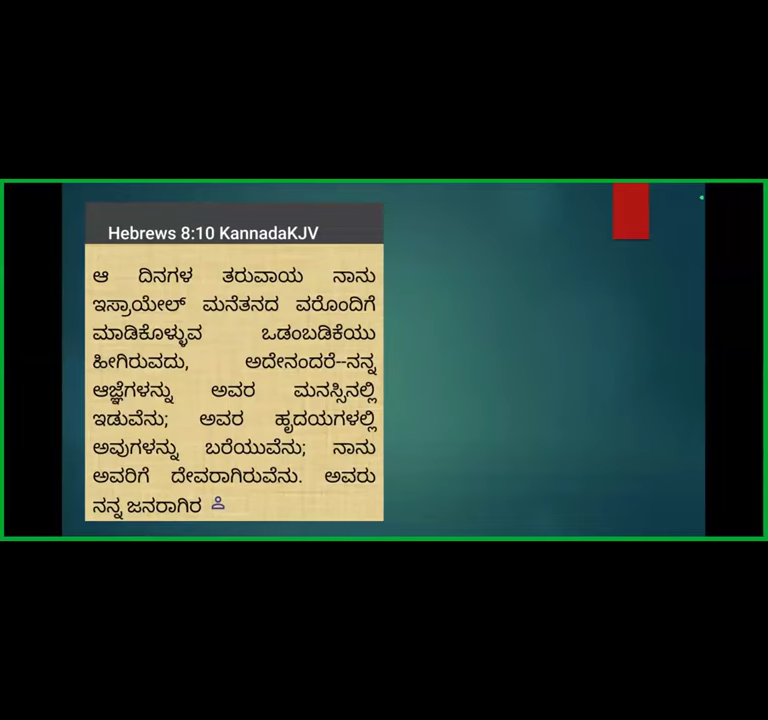 Hebrews 8:10 KannadaKJV
ಆ ದಿನಗಳ ತರುವಾಯ ನಾನು
ಇಸ್ರಾಯೇಲ್ ಮನೆತನದ ವರೊಂದಿಗೆ
ಮಾಡಿಕೊಳ್ಳುವ ಒಡಂಬಡಿಕೆಯು
ಹೀಗಿರುವದು, ಅದೇನಂದರೆ--ನನ್ನ
ಆಜ್ಞೆಗಳನ್ನು ಅವರ ಮನಸ್ಸಿನಲ್ಲಿ
ಇಡುವೆನು; ಅವರ ಹೃದಯಗಳಲ್ಲಿ
ಅವುಗಳನ್ನು ಬರೆಯುವೆನು; ನಾನು
ಅವರಿಗೆ ದೇವರಾಗಿರುವೆನು. ಅವರು
ನನ್ನ ಜನರಾಗಿರ